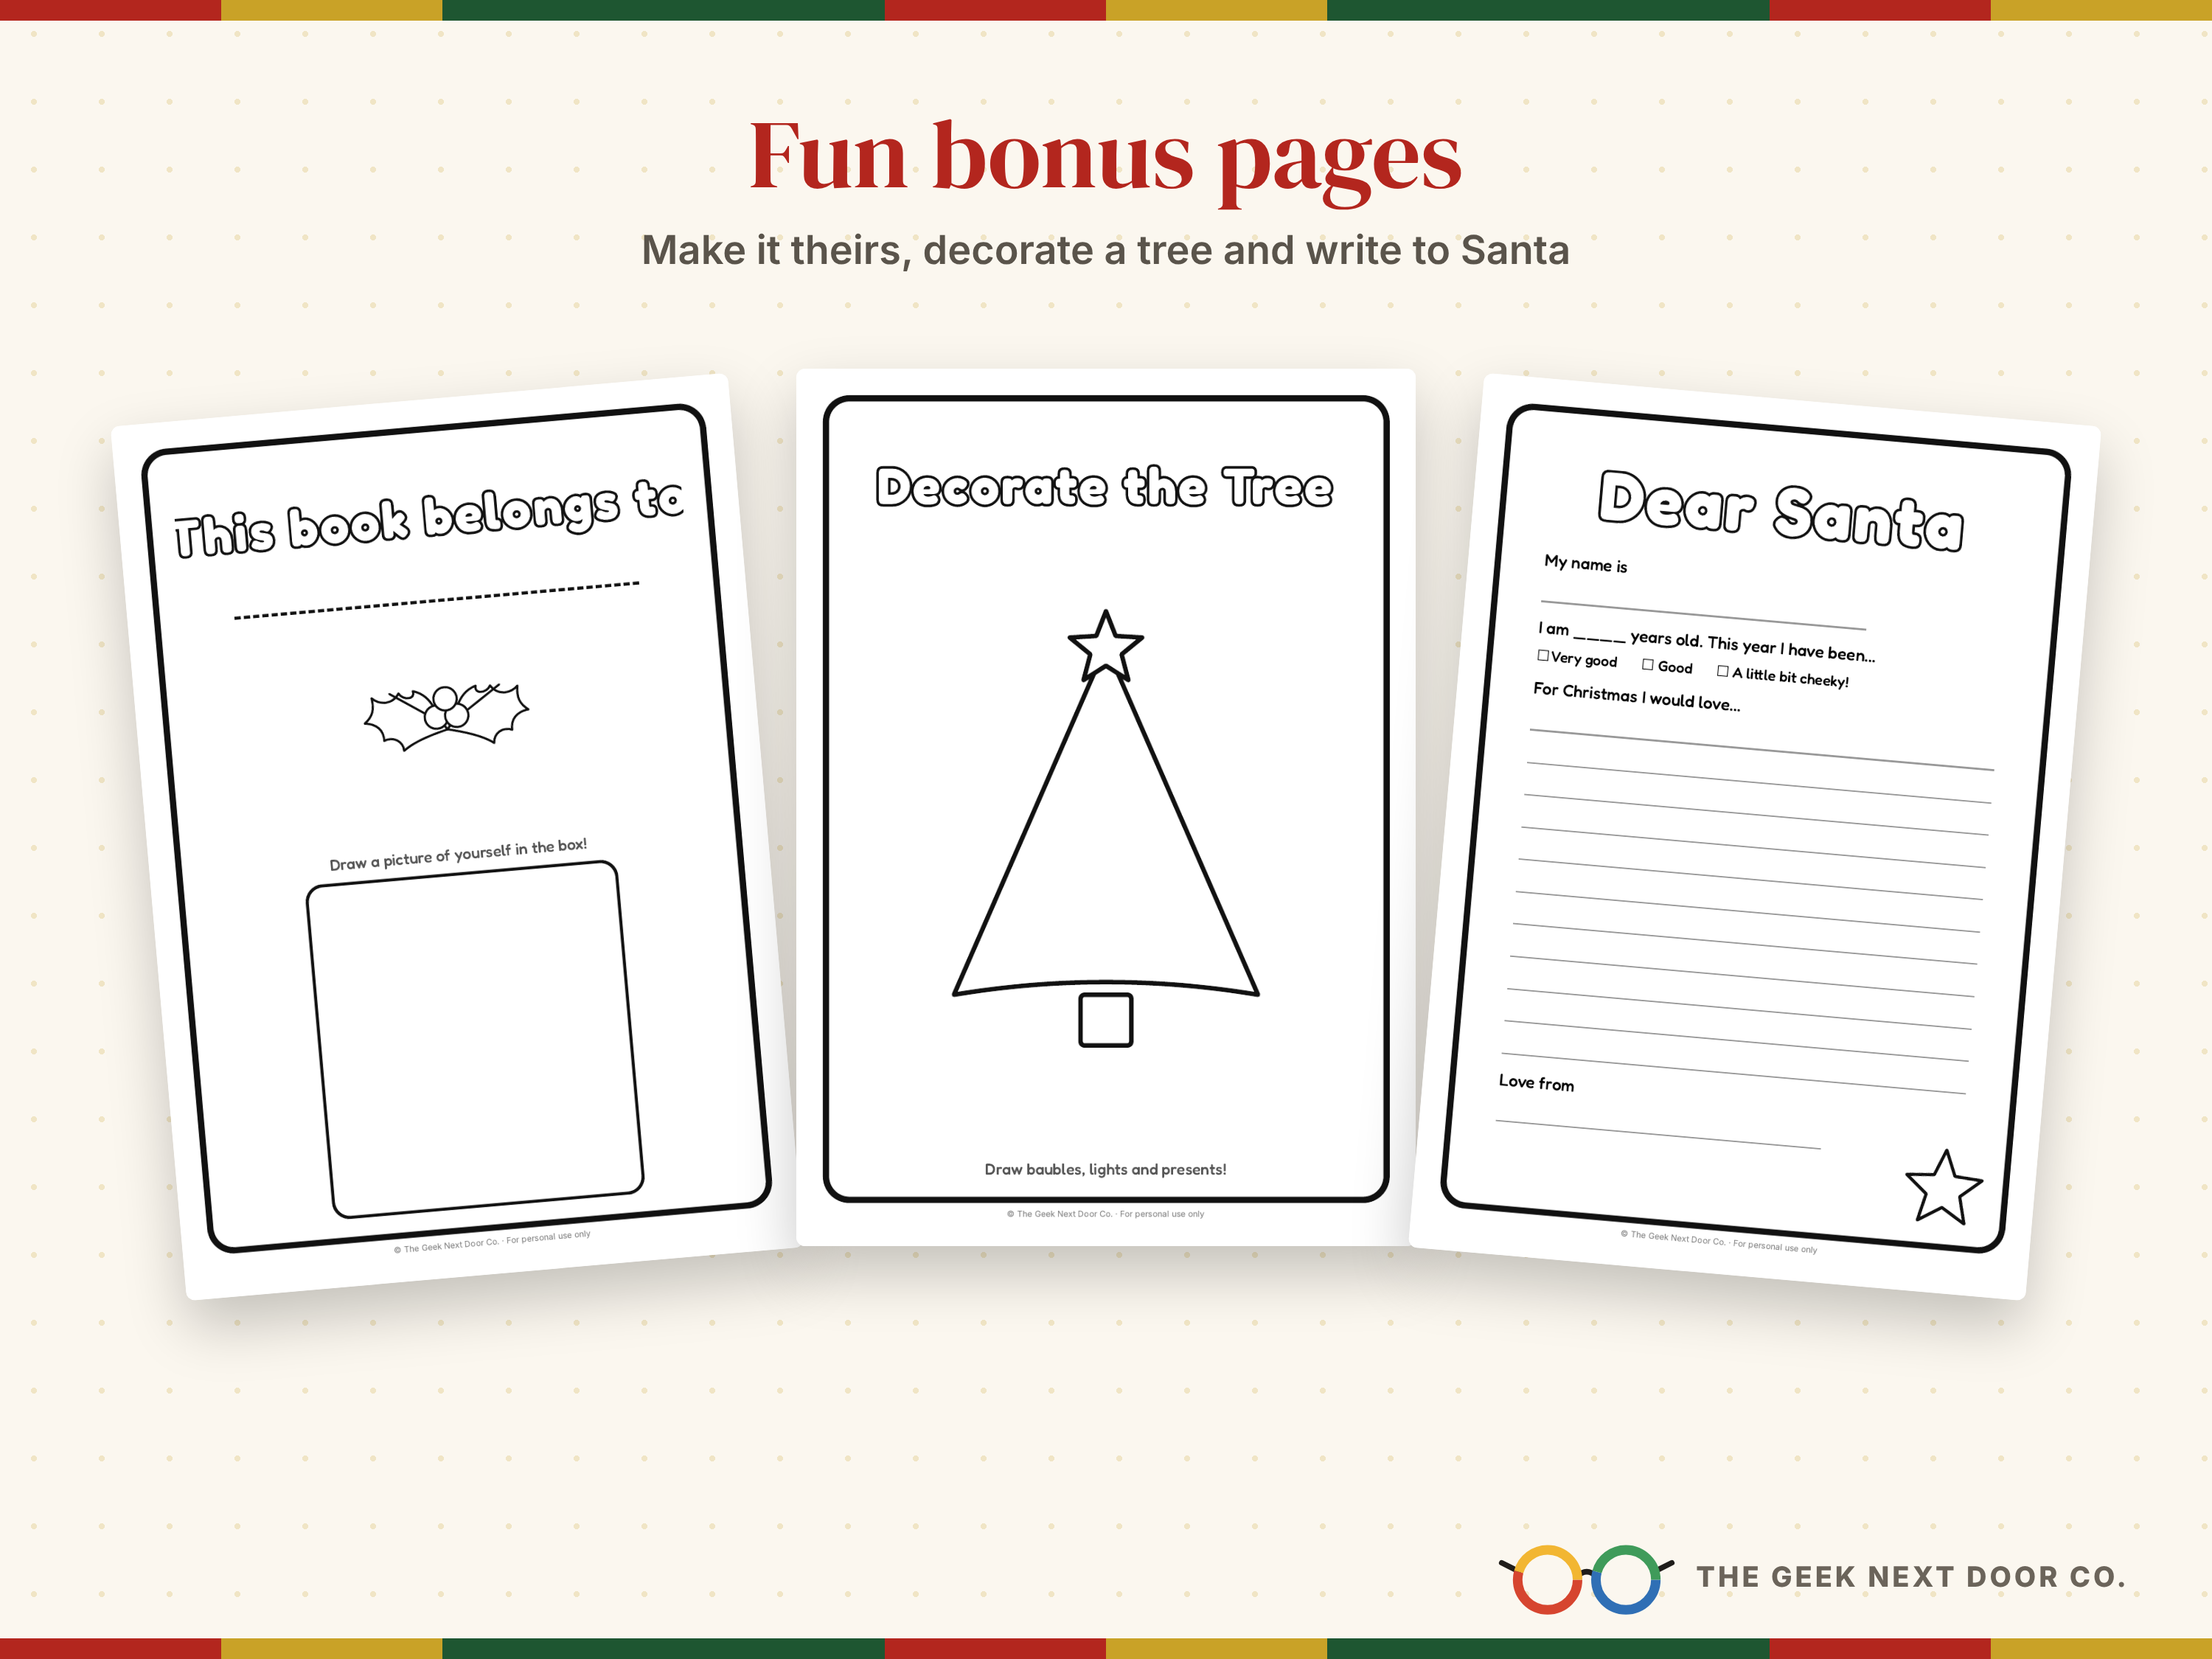 Fun bonus pages
Make it theirs, decorate a tree and write to Santa
This book belongs to
Draw a picture of yourself in the box!
© The Geek Next Door Co. · For personal use only
Decorate the Tree
Draw baubles, lights and presents!
© The Geek Next Door Co. · For personal use only
Dear Santa
My name is
I am ____ years old. This year I have been...
Very good Good A little bit cheeky!
For Christmas I would love...
Love from
© The Geek Next Door Co. · For personal use only
THE GEEK NEXT DOOR CO.